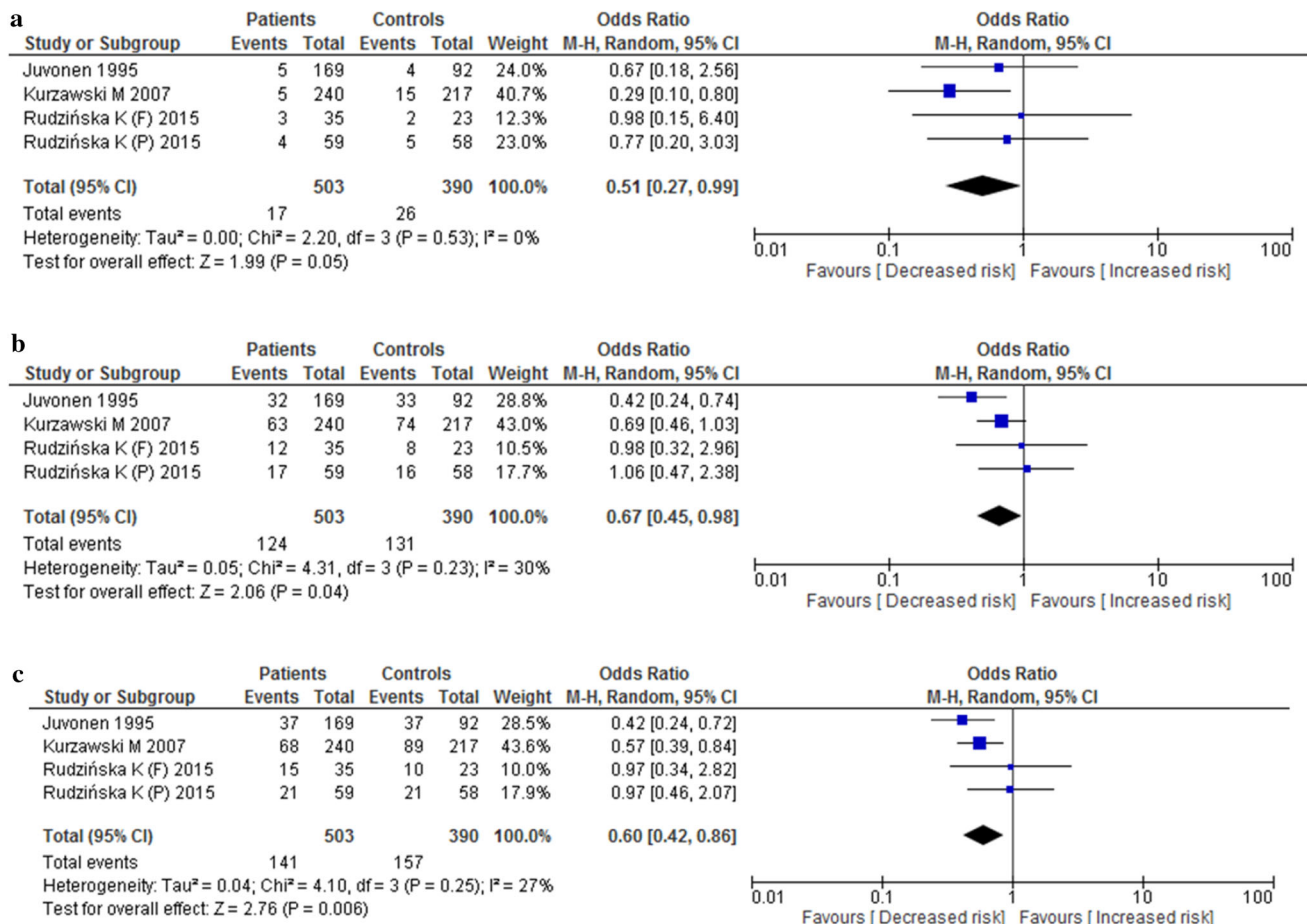 a
Patients Controls Odds Ratio Odds Ratio
Study or Subgroup Events Total Events Total Weight M-H, Random, 95% CI M-H, Random, 95% CI
Juvonen 1995 5 169 4 92 24.0% 0.67 [0.18, 2.56]
Kurzawski M 2007 5 240 15 217 40.7% 0.29 [0.10, 0.80]
Rudzińska K (F) 2015 3 35 2 23 12.3% 0.98 [0.15, 6.40]
Rudzińska K (P) 2015 4 59 5 58 23.0% 0.77 [0.20, 3.03]
Total (95% CI) 503 390 100.0% 0.51 [0.27, 0.99]
Total events 17 26
Heterogeneity: Tau² = 0.00; Chi² = 2.20, df = 3 (P = 0.53); I² = 0%
Test for overall effect: Z = 1.99 (P = 0.05)
0.01 0.1 1 10 100
Favours [ Decreased risk] Favours [ Increased risk]
b
Patients Controls Odds Ratio Odds Ratio
Study or Subgroup Events Total Events Total Weight M-H, Random, 95% CI M-H, Random, 95% CI
Juvonen 1995 32 169 33 92 28.8% 0.42 [0.24, 0.74]
Kurzawski M 2007 63 240 74 217 43.0% 0.69 [0.46, 1.03]
Rudzińska K (F) 2015 12 35 8 23 10.5% 0.98 [0.32, 2.96]
Rudzińska K (P) 2015 17 59 16 58 17.7% 1.06 [0.47, 2.38]
Total (95% CI) 503 390 100.0% 0.67 [0.45, 0.98]
Total events 124 131
Heterogeneity: Tau² = 0.05; Chi² = 4.31, df = 3 (P = 0.23); I² = 30%
Test for overall effect: Z = 2.06 (P = 0.04)
0.01 0.1 1 10 100
Favours [ Decreased risk] Favours [ Increased risk]
c
Patients Controls Odds Ratio Odds Ratio
Study or Subgroup Events Total Events Total Weight M-H, Random, 95% CI M-H, Random, 95% CI
Juvonen 1995 37 169 37 92 28.5% 0.42 [0.24, 0.72]
Kurzawski M 2007 68 240 89 217 43.6% 0.57 [0.39, 0.84]
Rudzińska K (F) 2015 15 35 10 23 10.0% 0.97 [0.34, 2.82]
Rudzińska K (P) 2015 21 59 21 58 17.9% 0.97 [0.46, 2.07]
Total (95% CI) 503 390 100.0% 0.60 [0.42, 0.86]
Total events 141 157
Heterogeneity: Tau² = 0.04; Chi² = 4.10, df = 3 (P = 0.25); I² = 27%
Test for overall effect: Z = 2.76 (P = 0.006)
0.01 0.1 1 10 100
Favours [ Decreased risk] Favours [ Increased risk]